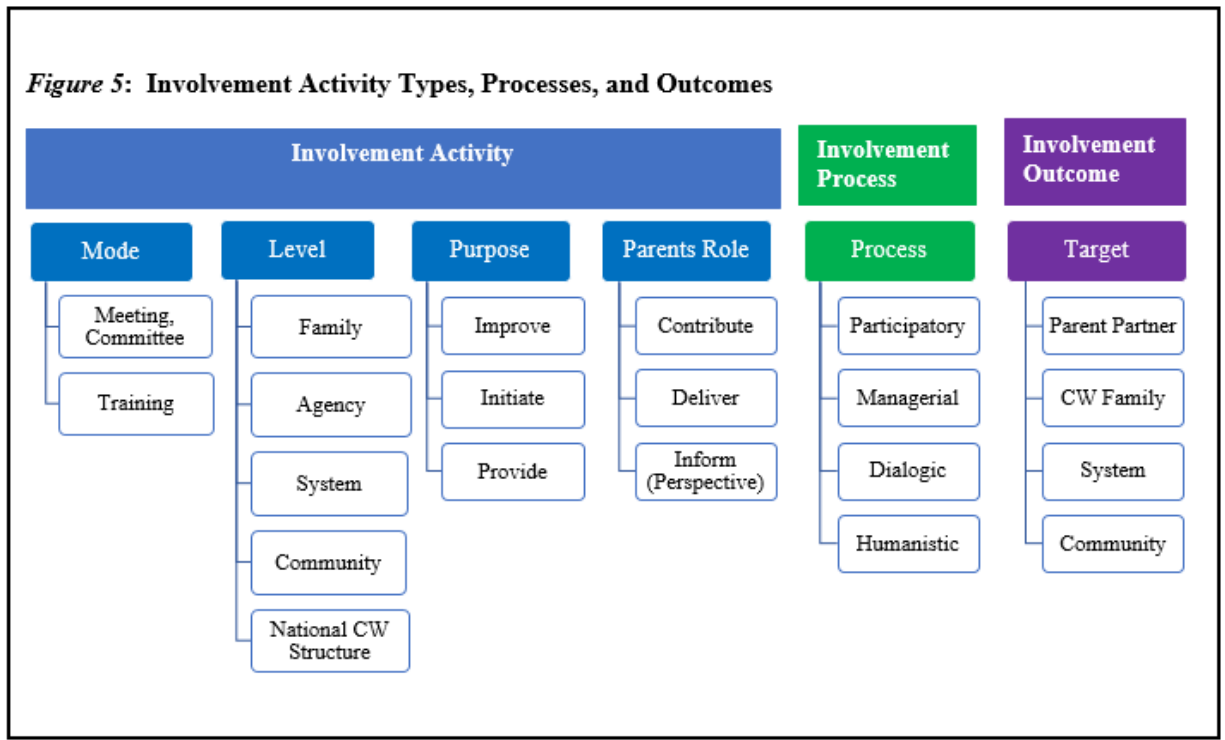 Figure 5: Involvement Activity Types, Processes, and Outcomes
Involvement Activity
Mode
Meeting,
Committee
Training
Level
Family
Agency
System
Community
National CW
Structure
Purpose
Improve
Initiate
Provide
Parents Role
Contribute
Deliver
Inform
(Perspective)
Involvement
Process
Process
Participatory
Managerial
Dialogic
Humanistic
Involvement
Outcome
Target
Parent Partner
CW Family
System
Community